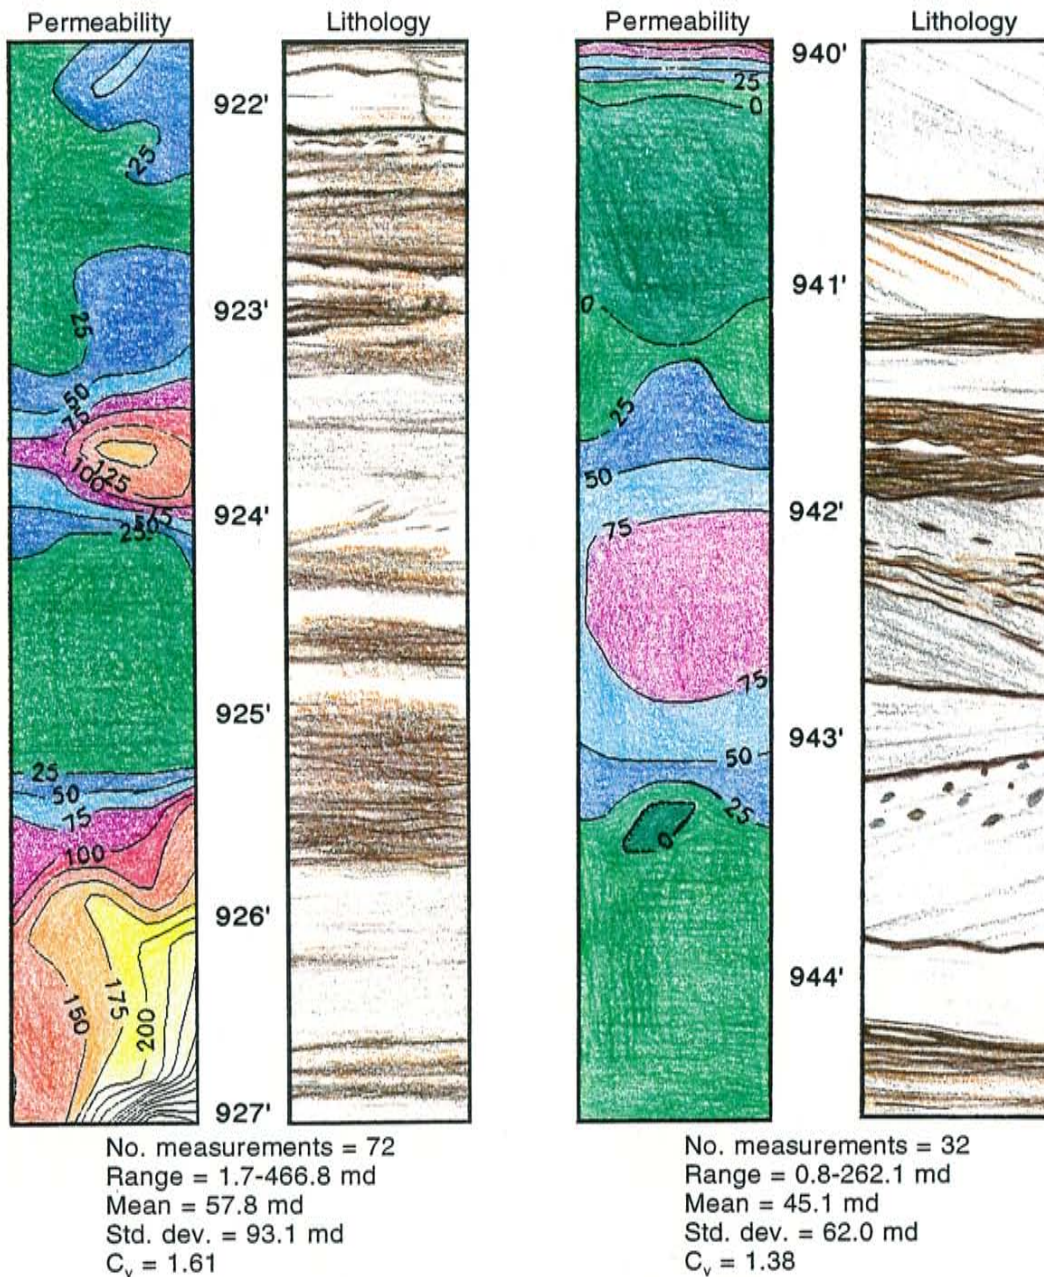 Permeability
Lithology
922'
923'
924'
925'
926'
927'
25
25
50
75
100
125
25
25
50
75
100
150
175
200
No. measurements = 72
Range = 1.7-466.8 md
Mean = 57.8 md
Std. dev. = 93.1 md
Cv = 1.61
Permeability
Lithology
940'
941'
942'
943'
944'
25
0
0
25
50
75
75
50
25
0
No. measurements = 32
Range = 0.8-262.1 md
Mean = 45.1 md
Std. dev. = 62.0 md
Cv = 1.38